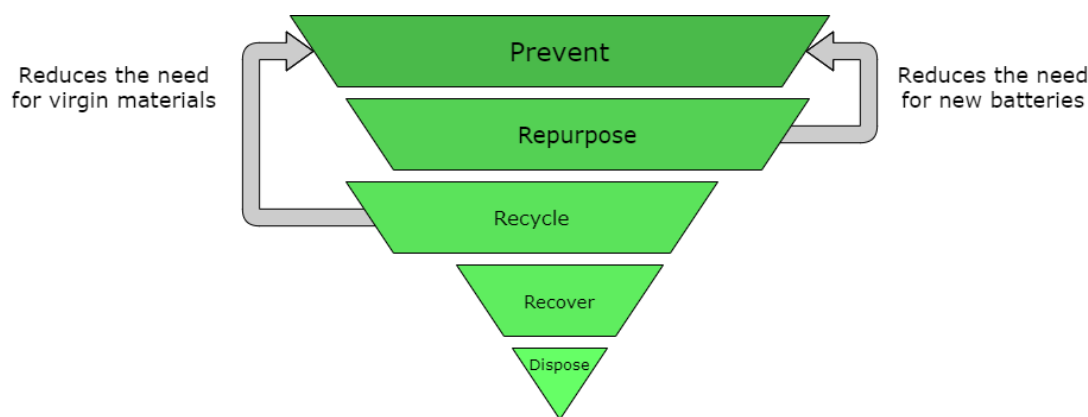 Prevent
Reduces the need
for virgin materials
Reduces the need
for new batteries
Repurpose
Recycle
Recover
Dispose